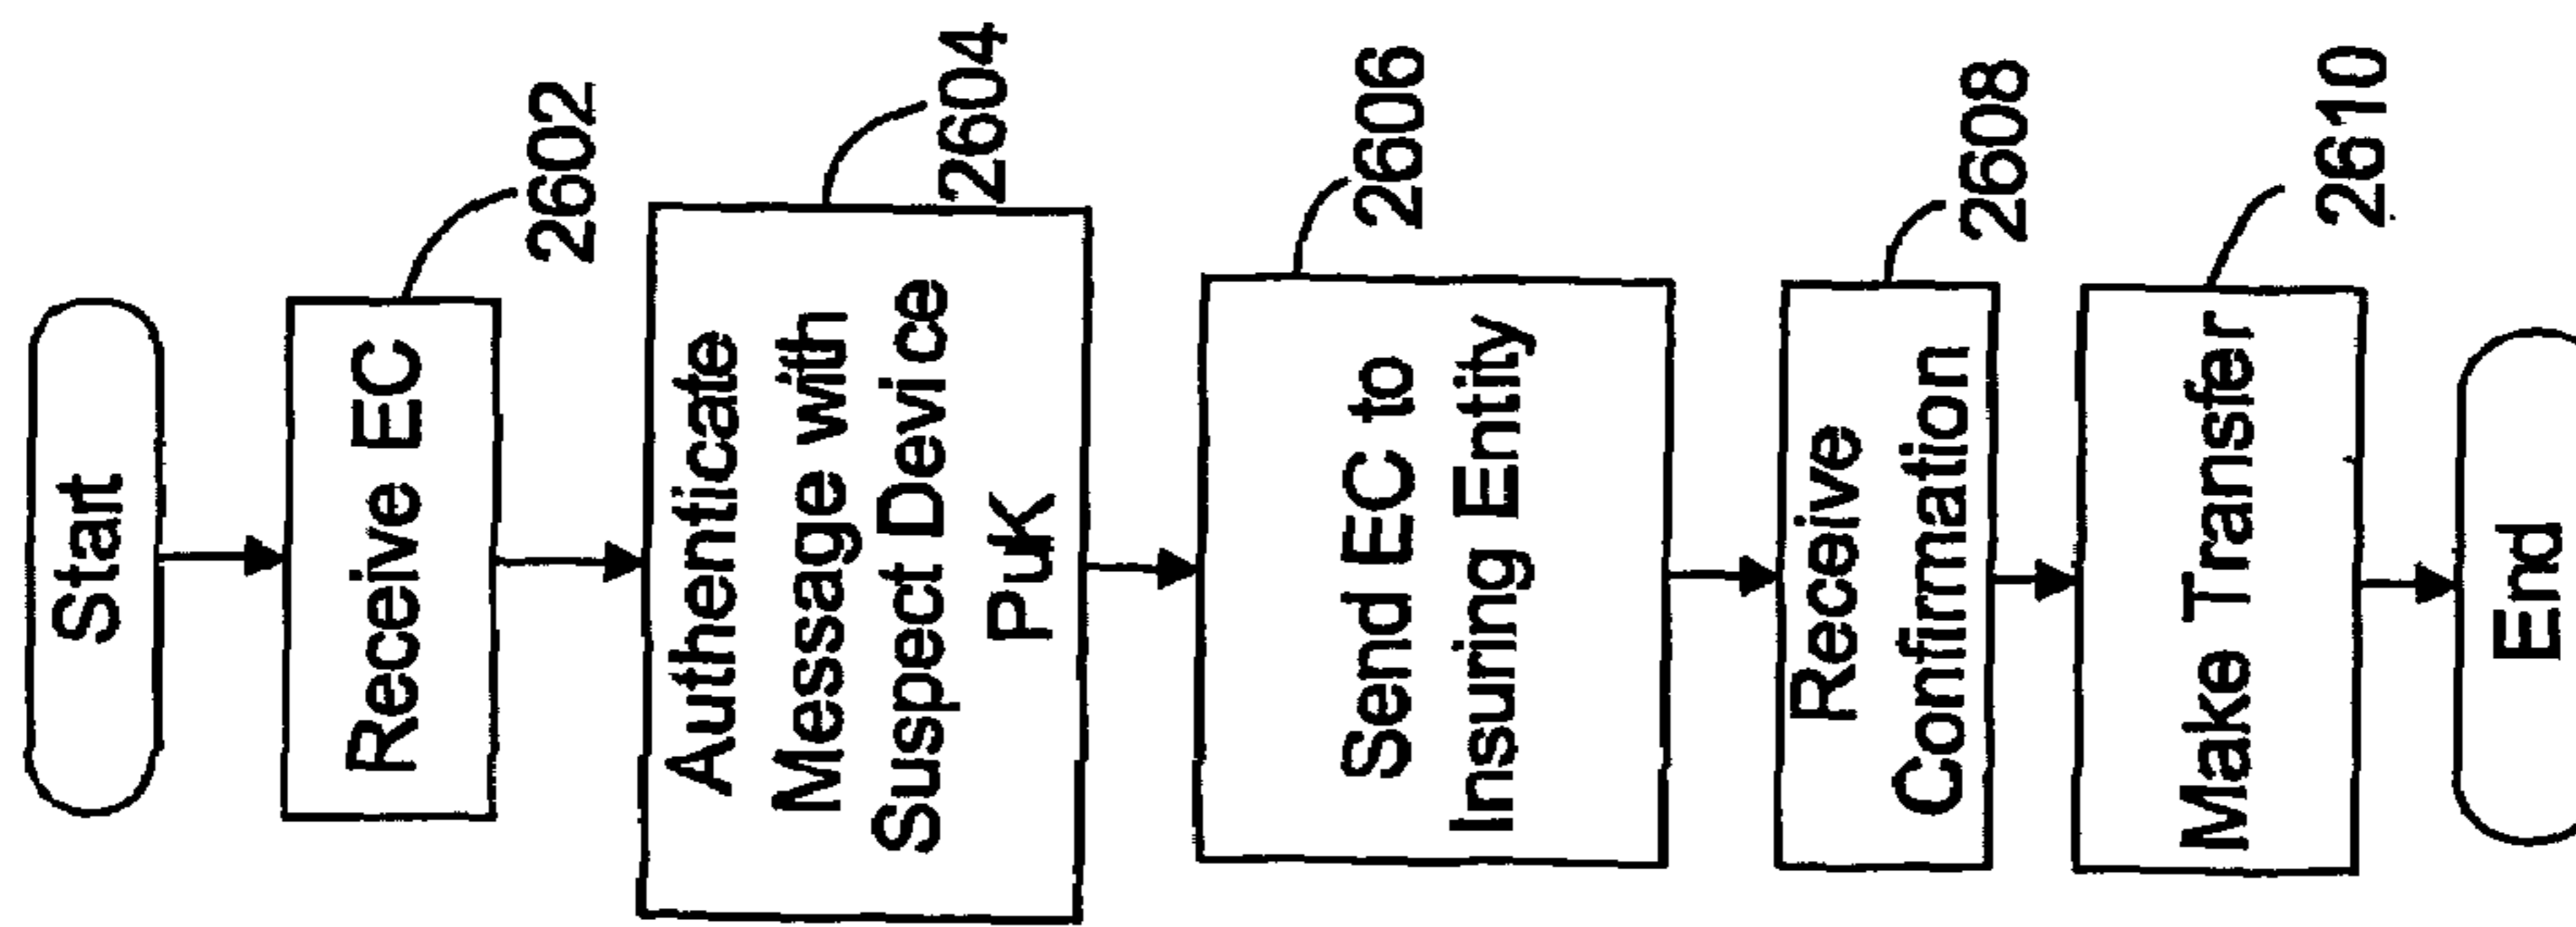 Start
Receive EC
2602
Authenticate
Message with
Suspect Device
PuK
2604
Send EC to
Insuring Entity
2606
Receive
Confirmation
2608
Make Transfer
2610
End